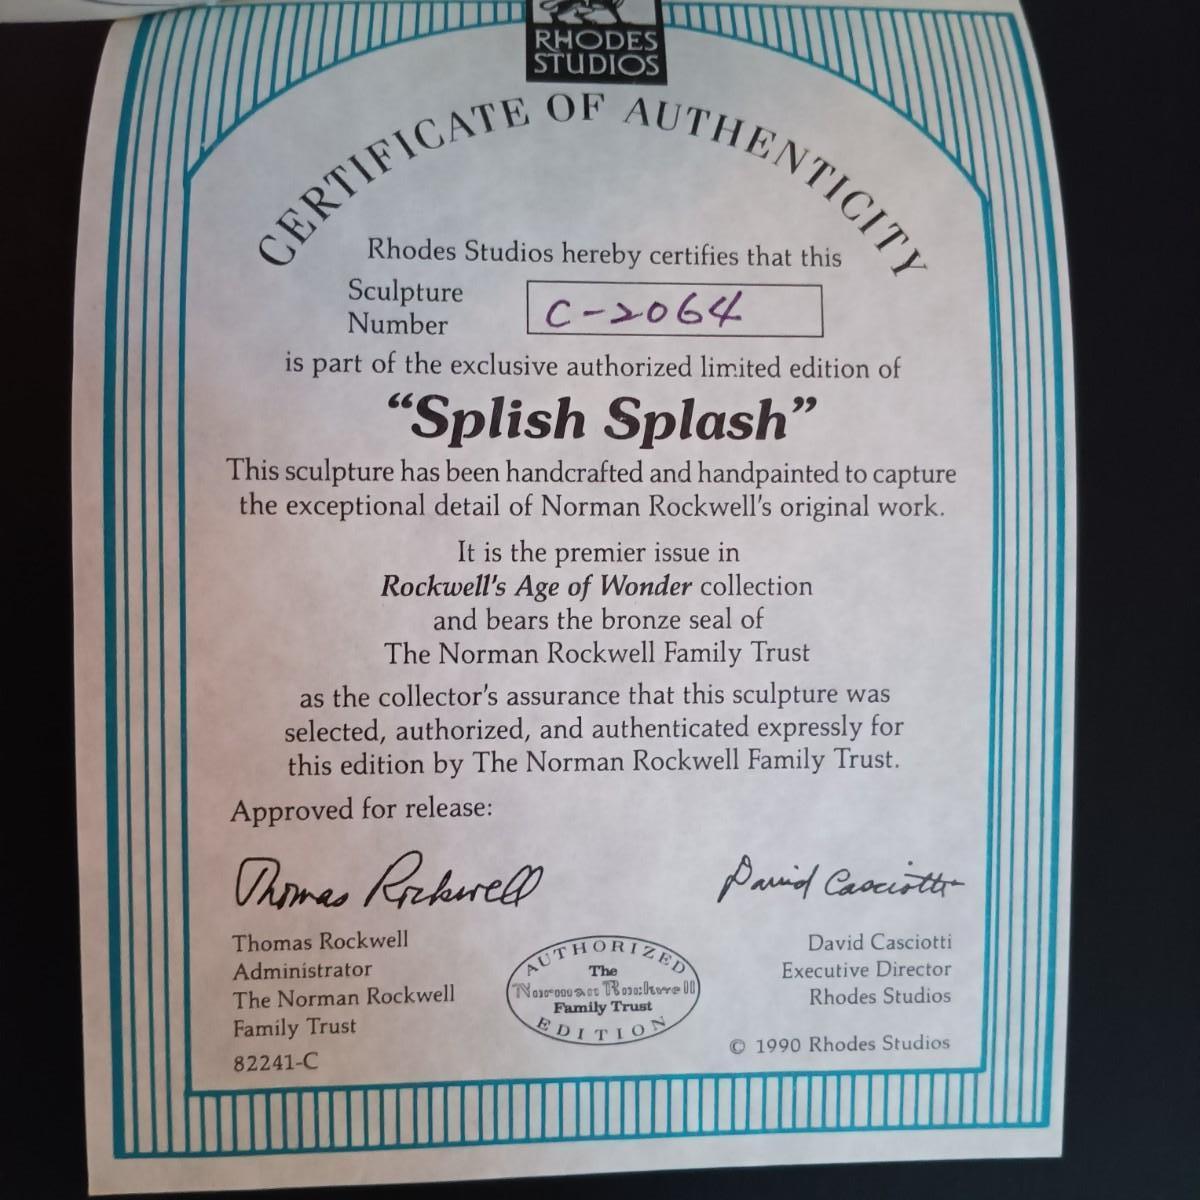 RHODES
STUDIOS
CERTIFICATE OF AUTHENTICITY
Rhodes Studios hereby certifies that this
Sculpture
Number
C-2064
is part of the exclusive authorized limited edition of
“Splish Splash”
This sculpture has been handcrafted and handpainted to capture
the exceptional detail of Norman Rockwell's original work.
It is the premier issue in
Rockwell's Age of Wonder collection
and bears the bronze seal of
The Norman Rockwell Family Trust
as the collector's assurance that this sculpture was
selected, authorized, and authenticated expressly for
this edition by The Norman Rockwell Family Trust.
Approved for release:
Thomas Rockwell
David Casciotti
Thomas Rockwell
Administrator
The Norman Rockwell
Family Trust
82241-C
AUTHORIZED
The
Norman Rockwell
Family Trust
EDITION
David Casciotti
Executive Director
Rhodes Studios
© 1990 Rhodes Studios